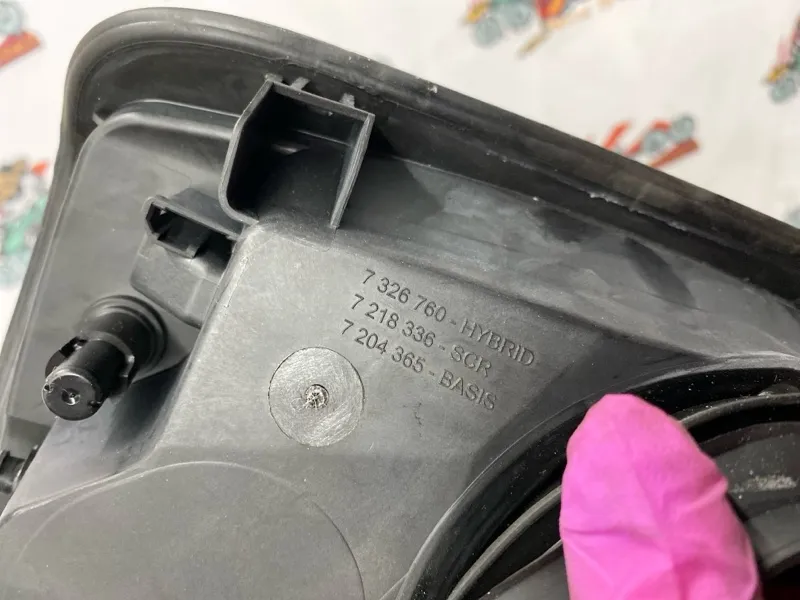 7 326 760 - HYBRID
7 218 336 - SCR
7 204 365 - BASIS